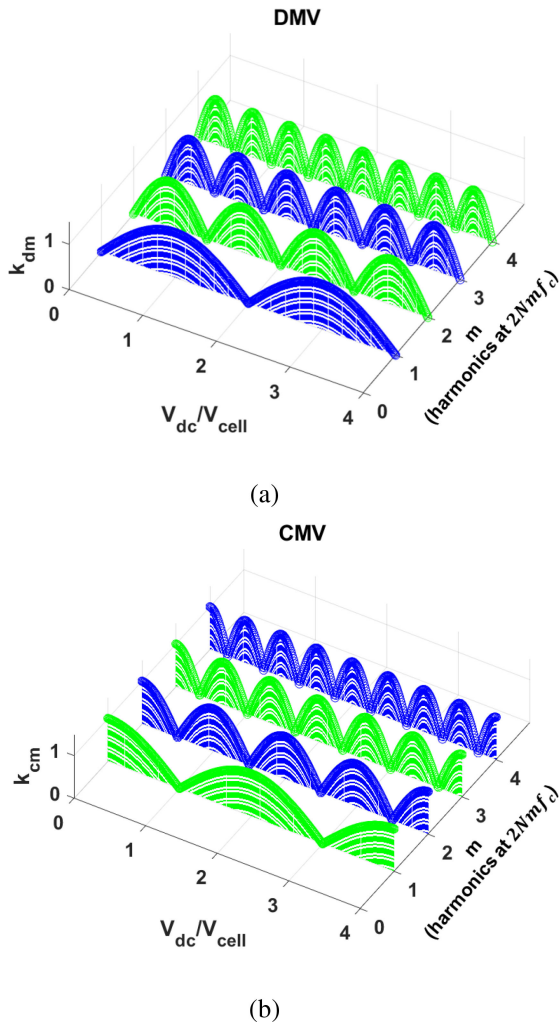 DMV
k_dm
1
0
0
1
2
3
4
V_dc/V_cell
0
1
2
3
4
m
(harmonics at 2Nmf_c)
(a)
CMV
k_cm
1
0
0
1
2
3
4
V_dc/V_cell
0
1
2
3
4
m
(harmonics at 2Nmf_c)
(b)